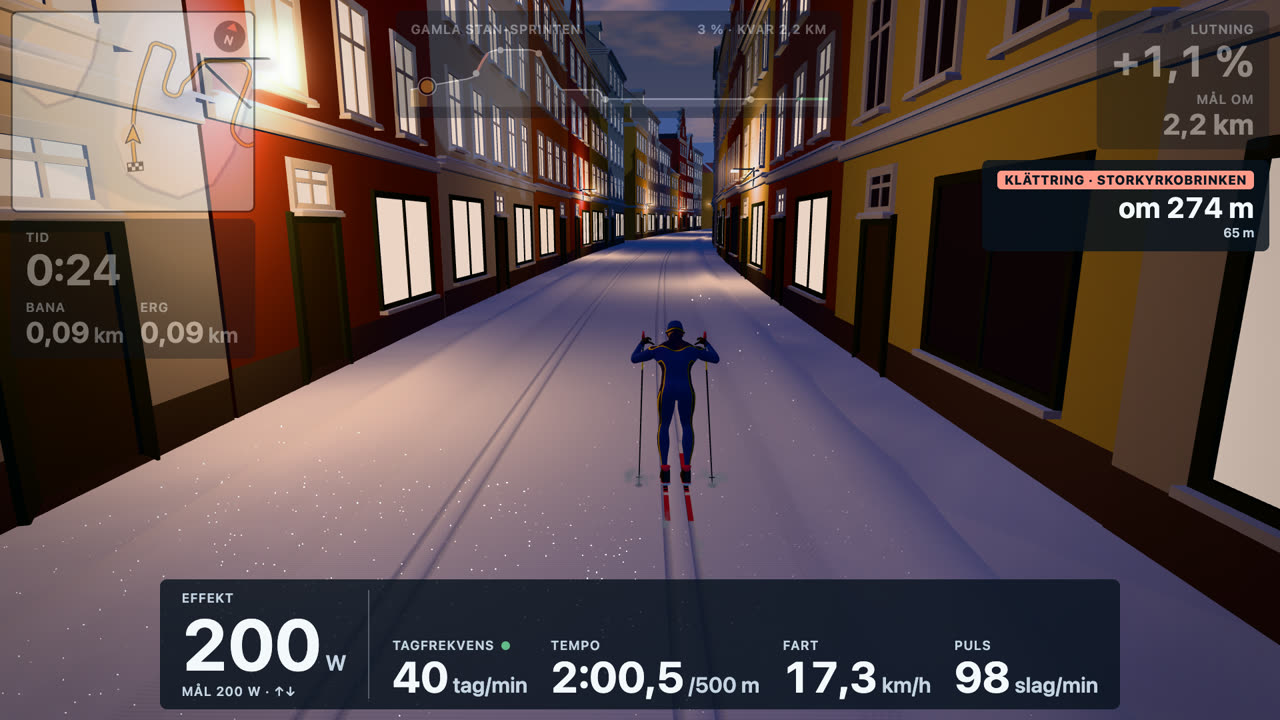 N
GAMLA STAN-SPRINTEN
3 % · KVAR 2,2 KM
LUTNING
+1,1 %
MÅL OM
2,2 km
KLÄTTRING · STORKYRKOBRINKEN
om 274 m
65 m
TID
0:24
BANA ERG
0,09 km 0,09 km
EFFEKT
200 W
MÅL 200 W · ↑↓
TAGFREKVENS
40 tag/min
TEMPO
2:00,5 /500 m
FART
17,3 km/h
PULS
98 slag/min